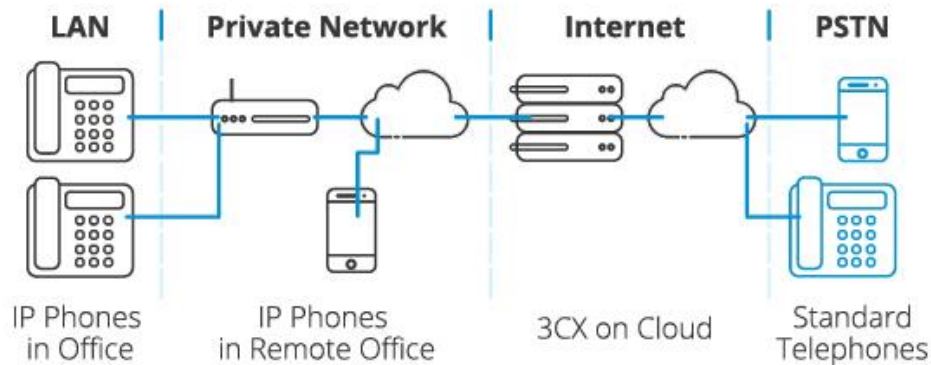 LAN
Private Network
Internet
PSTN
IP Phones
in Office
IP Phones
in Remote Office
3CX on Cloud
Standard
Telephones